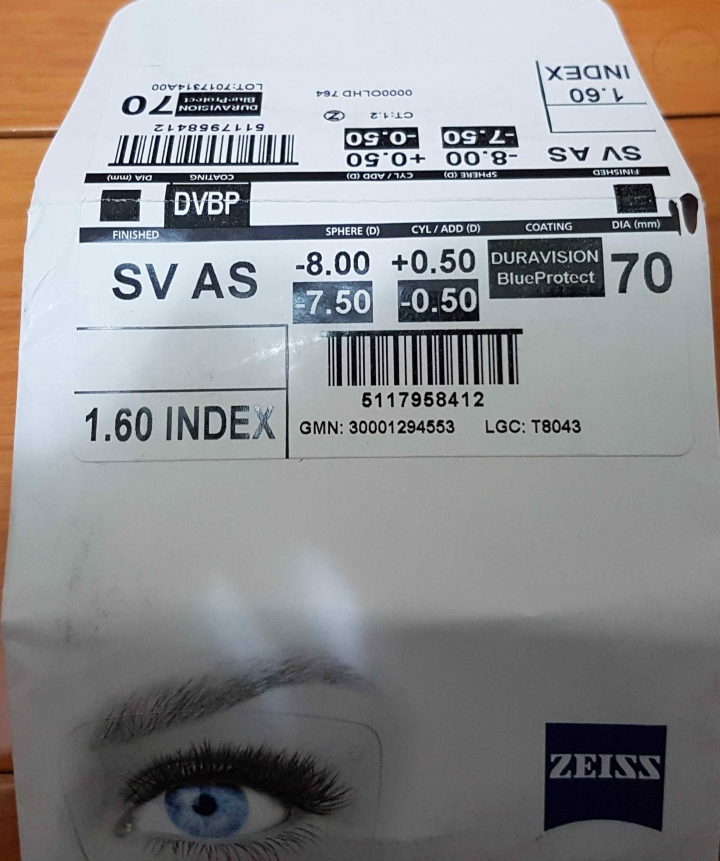 INDEX
1.60
SV AS
FINISHED
LOT:7017314A00
0000OLHD 764
DURAVISION
BlueProtect
70
CT:1.2
Z
5117958412
-7.50 -0.50
-8.00 +0.50
SPHERE (D) CYL / ADD (D) COATING DIA (mm)
DVBP
FINISHED SPHERE (D) CYL / ADD (D) COATING DIA (mm)
SV AS -8.00 +0.50 DURAVISION BlueProtect 70
-7.50 -0.50
5117958412
1.60 INDEX
GMN: 30001294553 LGC: T8043
ZEISS